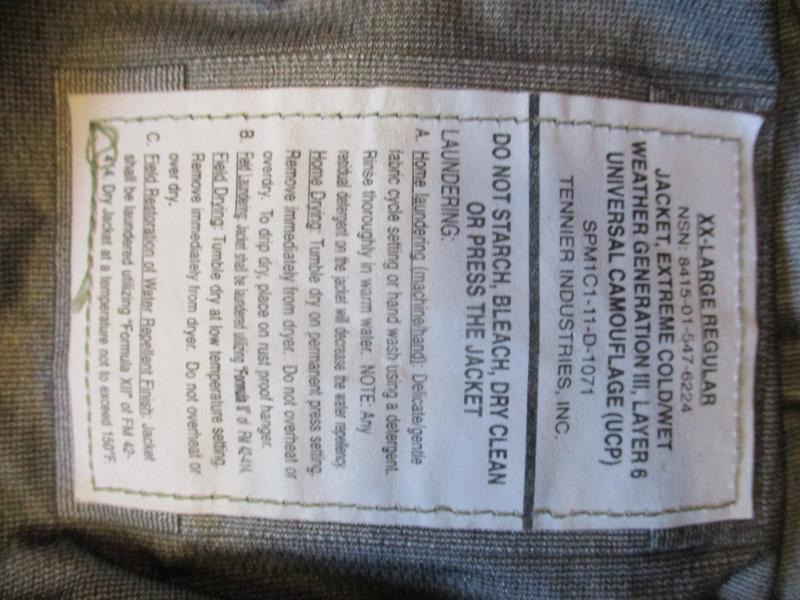 XX-LARGE REGULAR
NSN: 8415-01-547-6224
JACKET, EXTREME COLD/WET
WEATHER GENERATION III, LAYER 6
UNIVERSAL CAMOUFLAGE (UCP)
SPM1C1-11-D-1071
TENNIER INDUSTRIES, INC.
DO NOT STARCH, BLEACH, DRY CLEAN
OR PRESS THE JACKET
LAUNDERING:
A. Home laundering (machine/hand): Delicate/gentle
fabric cycle setting or hand wash using a detergent.
Rinse thoroughly in warm water. NOTE: Any
residual detergent on the jacket will decrease the water repellency.
Home Drying: Tumble dry on permanent press setting.
Remove immediately from dryer. Do not overheat or
overdry. To drip dry, place on rust proof hanger.
B. Field Laundering: Jacket shall be laundered utilizing "Formula II" of FM 42-414.
Field Drying: Tumble dry at low temperature setting.
Remove immediately from dryer. Do not overheat or
over dry.
C. Field Restoration of Water Repellent Finish: Jacket
shall be laundered utilizing "Formula XII" of FM 42-
414. Dry Jacket at a temperature not to exceed 150°F.